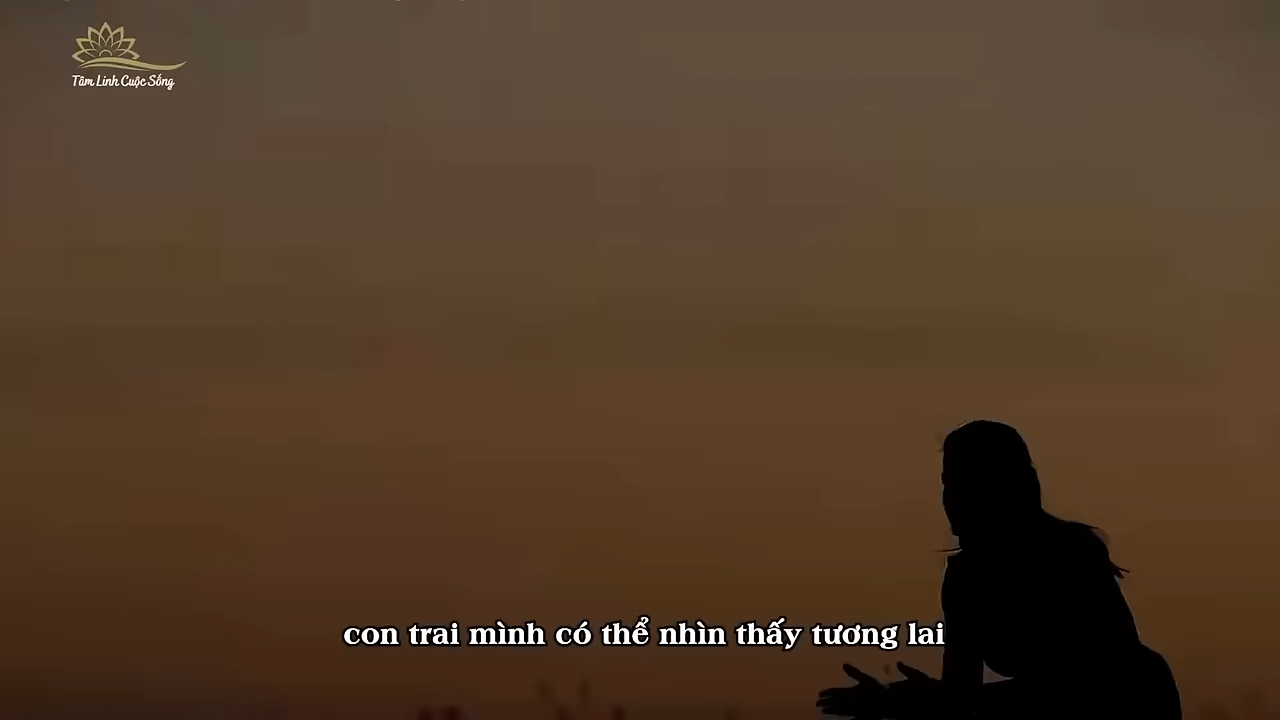 Tâm Linh Cuộc Sống
con trai mình có thể nhìn thấy tương lai